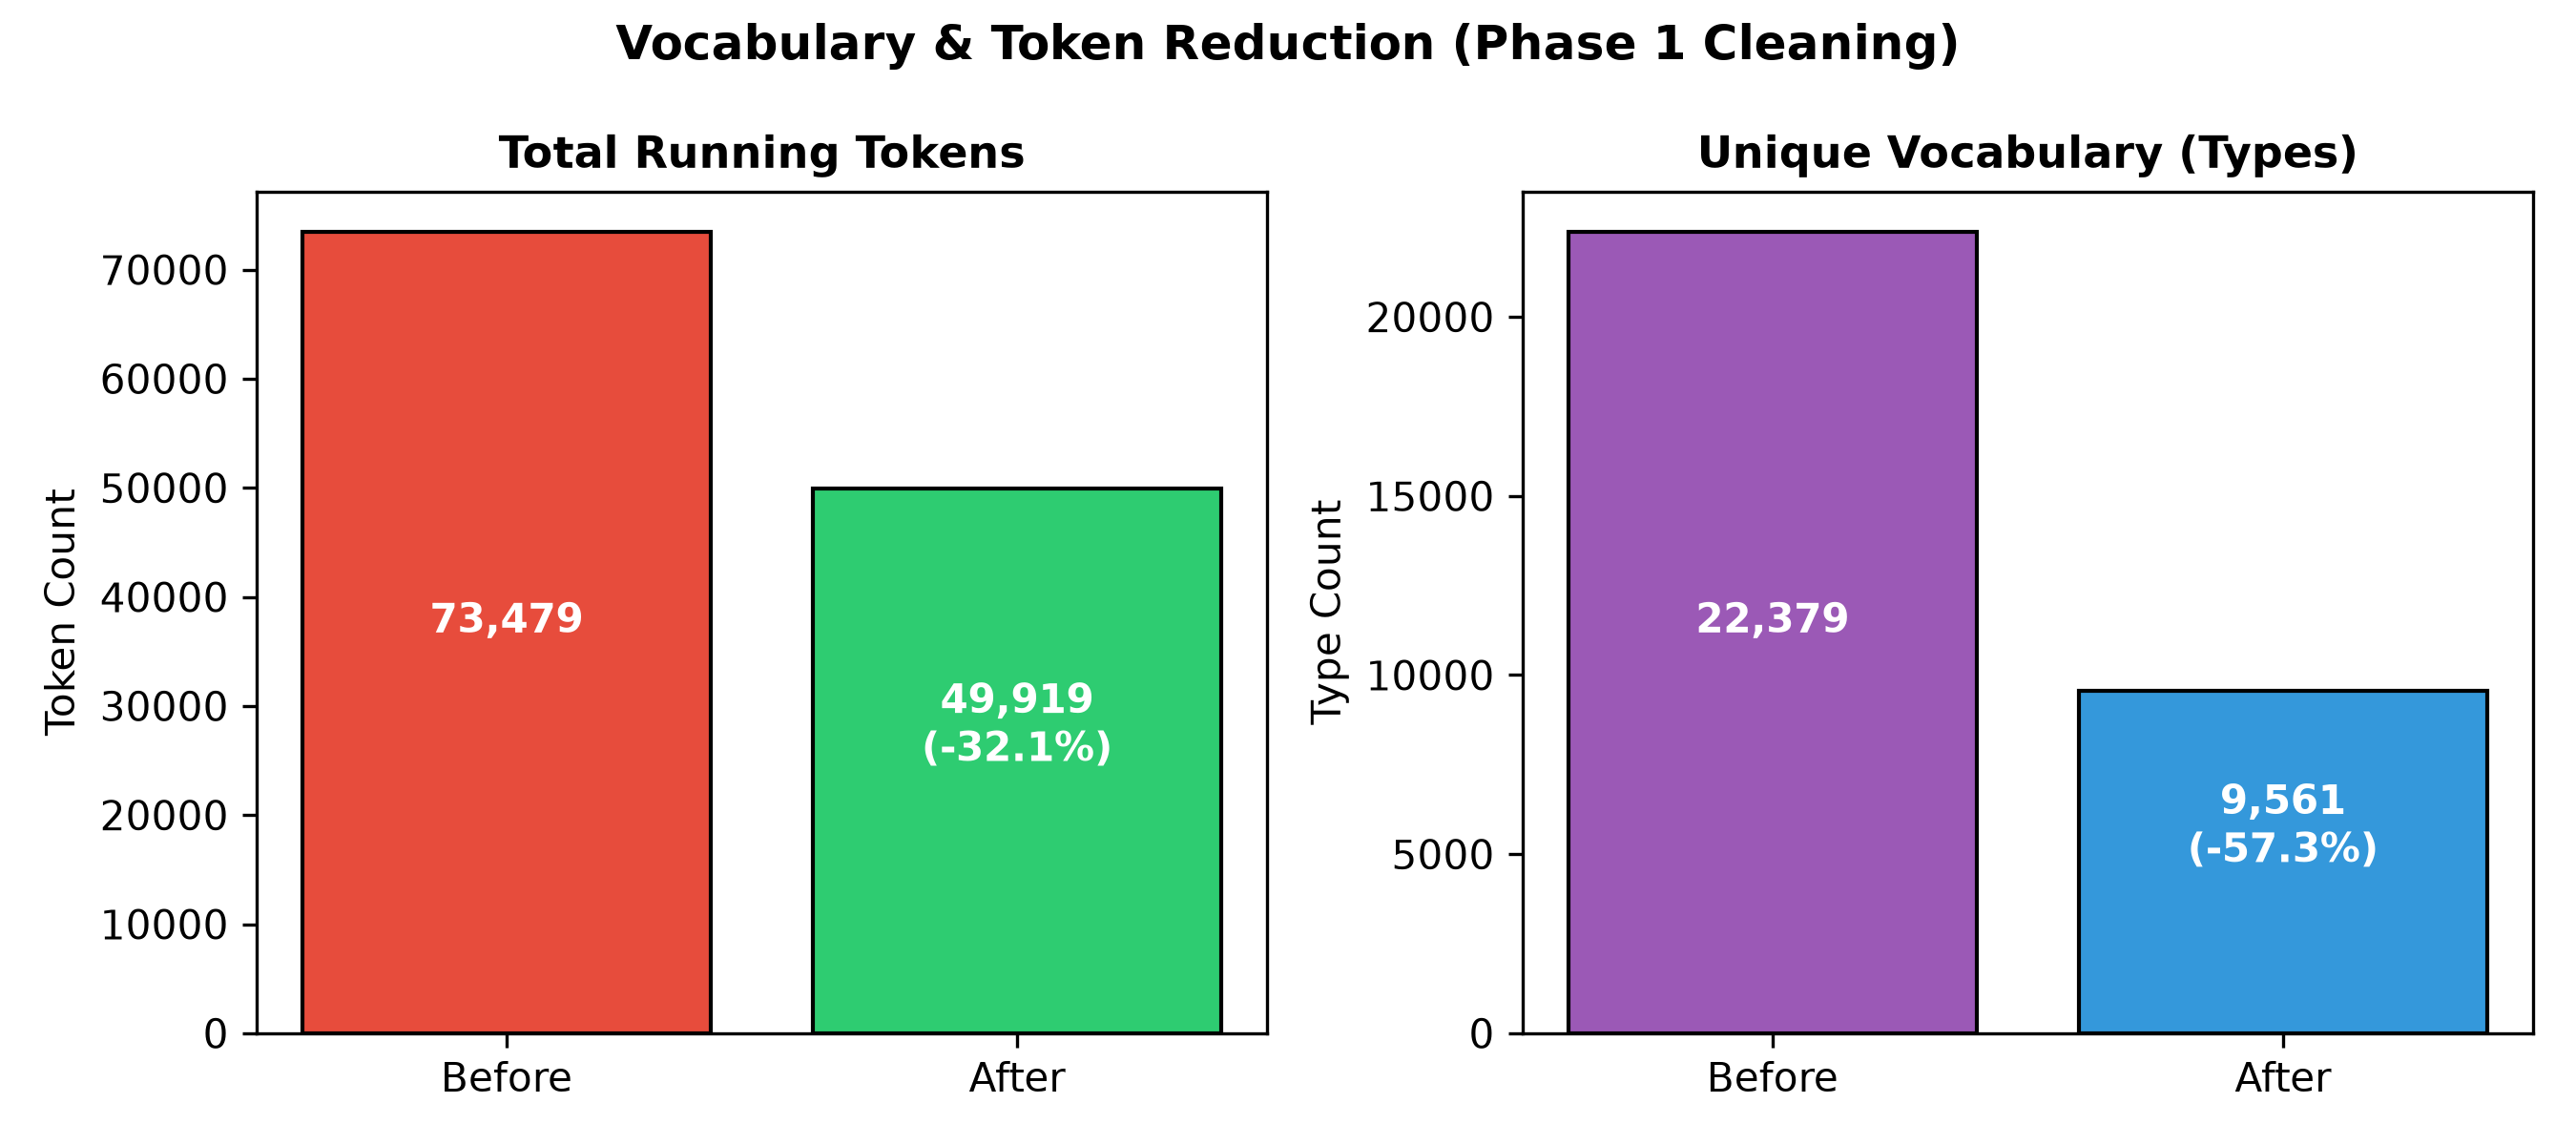 Vocabulary & Token Reduction (Phase 1 Cleaning)
Total Running Tokens
Token Count
70000
60000
50000
40000
30000
20000
10000
0
73,479
49,919
(-32.1%)
Before
After
Unique Vocabulary (Types)
Type Count
20000
15000
10000
5000
0
22,379
9,561
(-57.3%)
Before
After